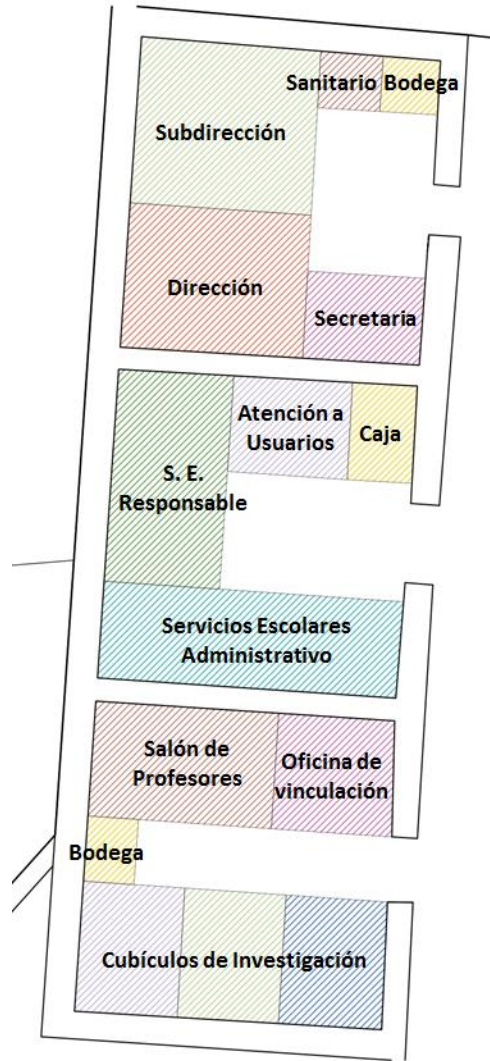 Sanitario Bodega
Subdirección
Dirección
Secretaria
Atención a
Usuarios
Caja
S. E.
Responsable
Servicios Escolares
Administrativo
Salón de
Profesores
Oficina de
vinculación
Bodega
Cubículos de Investigación